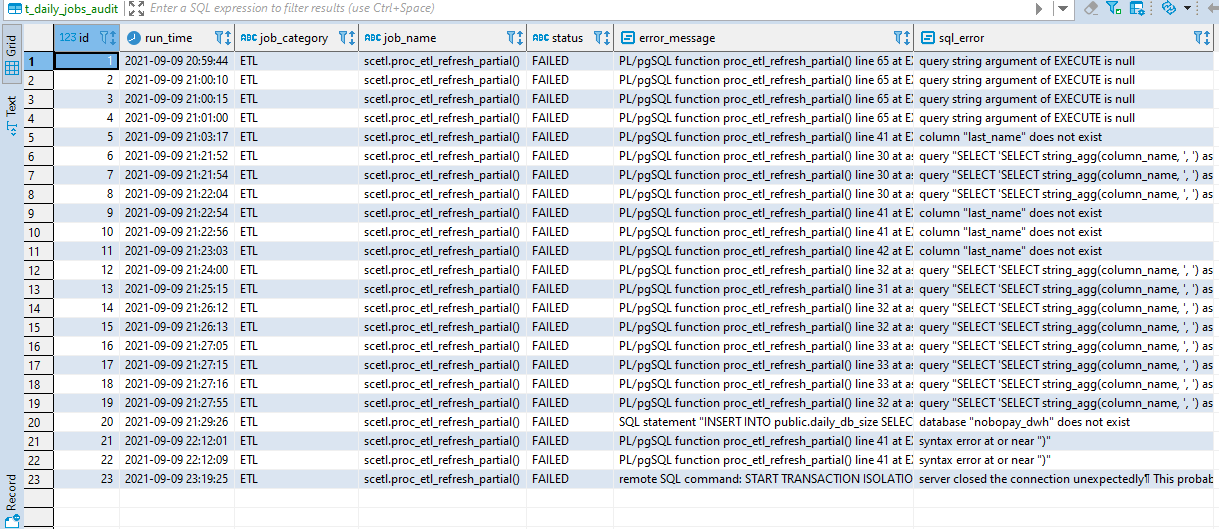 t_daily_jobs_audit Enter a SQL expression to filter results (use Ctrl+Space)
Grid
Text
Record
123 id run_time ABC job_category ABC job_name ABC status error_message sql_error
1 1 2021-09-09 20:59:44 ETL scetl.proc_etl_refresh_partial() FAILED PL/pgSQL function proc_etl_refresh_partial() line 65 at EX query string argument of EXECUTE is null
2 2 2021-09-09 21:00:10 ETL scetl.proc_etl_refresh_partial() FAILED PL/pgSQL function proc_etl_refresh_partial() line 65 at EX query string argument of EXECUTE is null
3 3 2021-09-09 21:00:15 ETL scetl.proc_etl_refresh_partial() FAILED PL/pgSQL function proc_etl_refresh_partial() line 65 at EX query string argument of EXECUTE is null
4 4 2021-09-09 21:01:00 ETL scetl.proc_etl_refresh_partial() FAILED PL/pgSQL function proc_etl_refresh_partial() line 65 at EX query string argument of EXECUTE is null
5 5 2021-09-09 21:03:17 ETL scetl.proc_etl_refresh_partial() FAILED PL/pgSQL function proc_etl_refresh_partial() line 41 at EX column "last_name" does not exist
6 6 2021-09-09 21:21:52 ETL scetl.proc_etl_refresh_partial() FAILED PL/pgSQL function proc_etl_refresh_partial() line 30 at as query "SELECT 'SELECT string_agg(column_name, ', ') as
7 7 2021-09-09 21:21:54 ETL scetl.proc_etl_refresh_partial() FAILED PL/pgSQL function proc_etl_refresh_partial() line 30 at as query "SELECT 'SELECT string_agg(column_name, ', ') as
8 8 2021-09-09 21:22:04 ETL scetl.proc_etl_refresh_partial() FAILED PL/pgSQL function proc_etl_refresh_partial() line 30 at as query "SELECT 'SELECT string_agg(column_name, ', ') as
9 9 2021-09-09 21:22:54 ETL scetl.proc_etl_refresh_partial() FAILED PL/pgSQL function proc_etl_refresh_partial() line 41 at EX column "last_name" does not exist
10 10 2021-09-09 21:22:56 ETL scetl.proc_etl_refresh_partial() FAILED PL/pgSQL function proc_etl_refresh_partial() line 41 at EX column "last_name" does not exist
11 11 2021-09-09 21:23:03 ETL scetl.proc_etl_refresh_partial() FAILED PL/pgSQL function proc_etl_refresh_partial() line 42 at EX column "last_name" does not exist
12 12 2021-09-09 21:24:00 ETL scetl.proc_etl_refresh_partial() FAILED PL/pgSQL function proc_etl_refresh_partial() line 32 at as query "SELECT 'SELECT string_agg(column_name, ', ') as
13 13 2021-09-09 21:25:15 ETL scetl.proc_etl_refresh_partial() FAILED PL/pgSQL function proc_etl_refresh_partial() line 31 at as query "SELECT 'SELECT string_agg(column_name, ', ') as
14 14 2021-09-09 21:26:12 ETL scetl.proc_etl_refresh_partial() FAILED PL/pgSQL function proc_etl_refresh_partial() line 32 at as query "SELECT 'SELECT string_agg(column_name, ', ') as
15 15 2021-09-09 21:26:13 ETL scetl.proc_etl_refresh_partial() FAILED PL/pgSQL function proc_etl_refresh_partial() line 32 at as query "SELECT 'SELECT string_agg(column_name, ', ') as
16 16 2021-09-09 21:27:05 ETL scetl.proc_etl_refresh_partial() FAILED PL/pgSQL function proc_etl_refresh_partial() line 33 at as query "SELECT 'SELECT string_agg(column_name, ', ') as
17 17 2021-09-09 21:27:15 ETL scetl.proc_etl_refresh_partial() FAILED PL/pgSQL function proc_etl_refresh_partial() line 33 at as query "SELECT 'SELECT string_agg(column_name, ', ') as
18 18 2021-09-09 21:27:16 ETL scetl.proc_etl_refresh_partial() FAILED PL/pgSQL function proc_etl_refresh_partial() line 33 at as query "SELECT 'SELECT string_agg(column_name, ', ') as
19 19 2021-09-09 21:27:55 ETL scetl.proc_etl_refresh_partial() FAILED PL/pgSQL function proc_etl_refresh_partial() line 32 at as query "SELECT 'SELECT string_agg(column_name, ', ') as
20 20 2021-09-09 21:29:26 ETL scetl.proc_etl_refresh_partial() FAILED SQL statement "INSERT INTO public.daily_db_size SELEC database "nobopay_dwh" does not exist
21 21 2021-09-09 22:12:01 ETL scetl.proc_etl_refresh_partial() FAILED PL/pgSQL function proc_etl_refresh_partial() line 41 at EX syntax error at or near ")"
22 22 2021-09-09 22:12:09 ETL scetl.proc_etl_refresh_partial() FAILED PL/pgSQL function proc_etl_refresh_partial() line 41 at EX syntax error at or near ")"
23 23 2021-09-09 23:19:25 ETL scetl.proc_etl_refresh_partial() FAILED remote SQL command: START TRANSACTION ISOLATIO server closed the connection unexpectedly¶ This probab